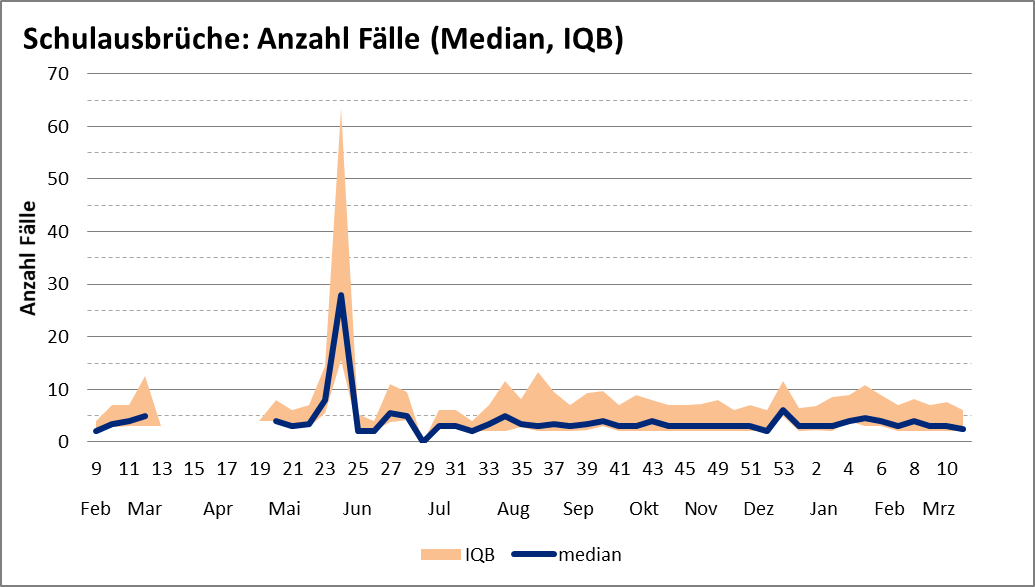 Schulausbrüche: Anzahl Fälle (Median, IQB)
70
60
50
40
30
20
10
0
Anzahl Fälle
9 11 13 15 17 19 21 23 25 27 29 31 33 35 37 39 41 43 45 49 51 53 2 4 6 8 10
Feb Mar Apr Mai Jun Jul Aug Sep Okt Nov Dez Jan Feb Mrz
IQB median